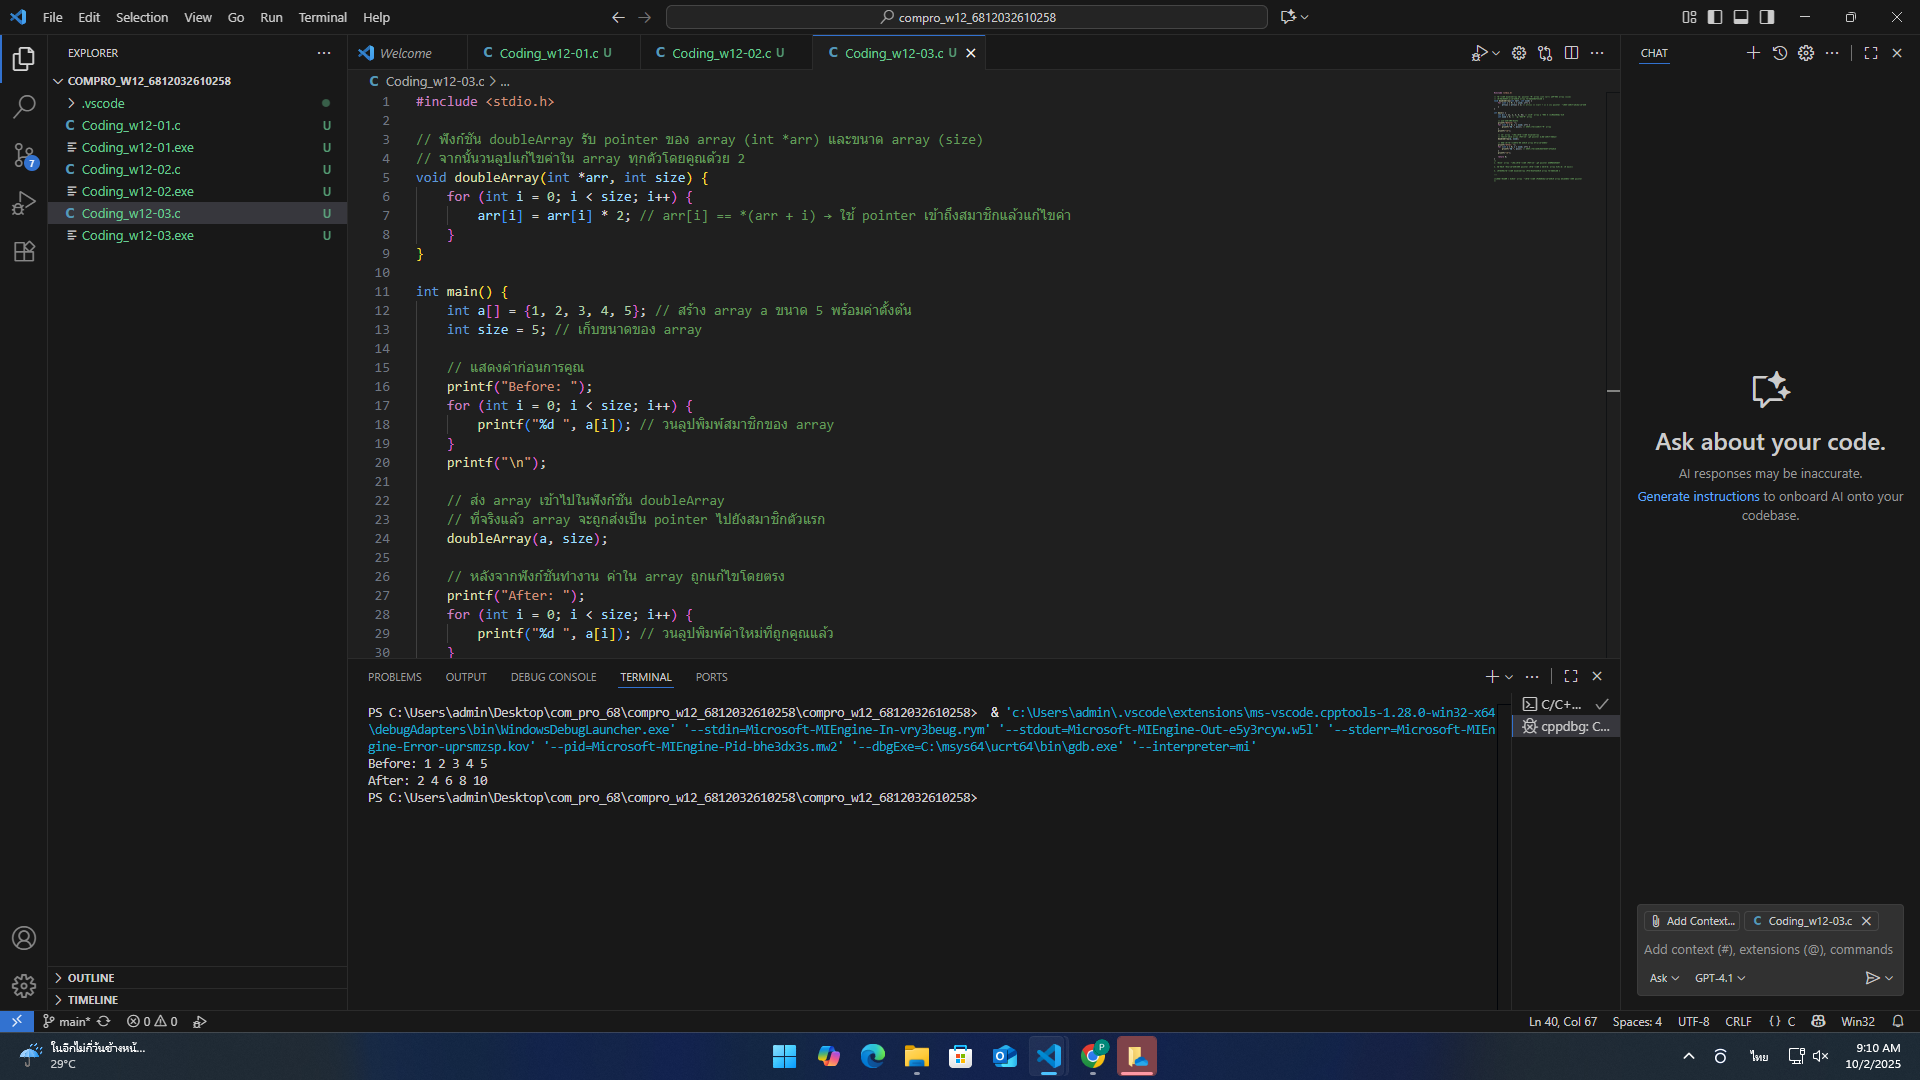 File Edit Selection View Go Run Terminal Help
compro_w12_6812032610258
EXPLORER
COMPRO_W12_6812032610258
.vscode
Coding_w12-01.c U
Coding_w12-01.exe U
Coding_w12-02.c U
Coding_w12-02.exe U
Coding_w12-03.c U
Coding_w12-03.exe U
OUTLINE
TIMELINE
7
Welcome
Coding_w12-01.c U
Coding_w12-02.c U
Coding_w12-03.c U
Coding_w12-03.c > ...
1 #include <stdio.h>
2
3 // ฟังก์ชัน doubleArray รับ pointer ของ array (int *arr) และขนาด array (size)
4 // จากนั้นวนลูปแก้ไขค่าใน array ทุกตัวโดยคูณด้วย 2
5 void doubleArray(int *arr, int size) {
6 for (int i = 0; i < size; i++) {
7 arr[i] = arr[i] * 2; // arr[i] == *(arr + i) → ใช้ pointer เข้าถึงสมาชิกแล้วแก้ไขค่า
8 }
9 }
10
11 int main() {
12 int a[] = {1, 2, 3, 4, 5}; // สร้าง array a ขนาด 5 พร้อมค่าตั้งต้น
13 int size = 5; // เก็บขนาดของ array
14
15 // แสดงค่าก่อนการคูณ
16 printf("Before: ");
17 for (int i = 0; i < size; i++) {
18 printf("%d ", a[i]); // วนลูปพิมพ์สมาชิกของ array
19 }
20 printf("\n");
21
22 // ส่ง array เข้าไปในฟังก์ชัน doubleArray
23 // ที่จริงแล้ว array จะถูกส่งเป็น pointer ไปยังสมาชิกตัวแรก
24 doubleArray(a, size);
25
26 // หลังจากฟังก์ชันทำงาน ค่าใน array ถูกแก้ไขโดยตรง
27 printf("After: ");
28 for (int i = 0; i < size; i++) {
29 printf("%d ", a[i]); // วนลูปพิมพ์ค่าใหม่ที่ถูกคูณแล้ว
30 }
PROBLEMS OUTPUT DEBUG CONSOLE TERMINAL PORTS
PS C:\Users\admin\Desktop\com_pro_68\compro_w12_6812032610258\compro_w12_6812032610258> & 'c:\Users\admin\.vscode\extensions\ms-vscode.cpptools-1.28.0-win32-x64
\debugAdapters\bin\WindowsDebugLauncher.exe' '--stdin=Microsoft-MIEngine-In-vry3beug.rym' '--stdout=Microsoft-MIEngine-Out-e5y3rcyw.w5l' '--stderr=Microsoft-MIEn
gine-Error-uprsmzsp.kov' '--pid=Microsoft-MIEngine-Pid-bhe3dx3s.mw2' '--dbgExe=C:\msys64\ucrt64\bin\gdb.exe' '--interpreter=mi'
Before: 1 2 3 4 5
After: 2 4 6 8 10
PS C:\Users\admin\Desktop\com_pro_68\compro_w12_6812032610258\compro_w12_6812032610258>
C/C+...
cppdbg: C...
CHAT
Ask about your code.
AI responses may be inaccurate.
Generate instructions to onboard AI onto your
codebase.
Add Context...
Coding_w12-03.c
Add context (#), extensions (@), commands
Ask GPT-4.1
main* 0 0
Ln 40, Col 67 Spaces: 4 UTF-8 CRLF {} C Win32
ในอีกไม่กี่วันข้างหน้...
29°C
ไทย
9:10 AM
10/2/2025